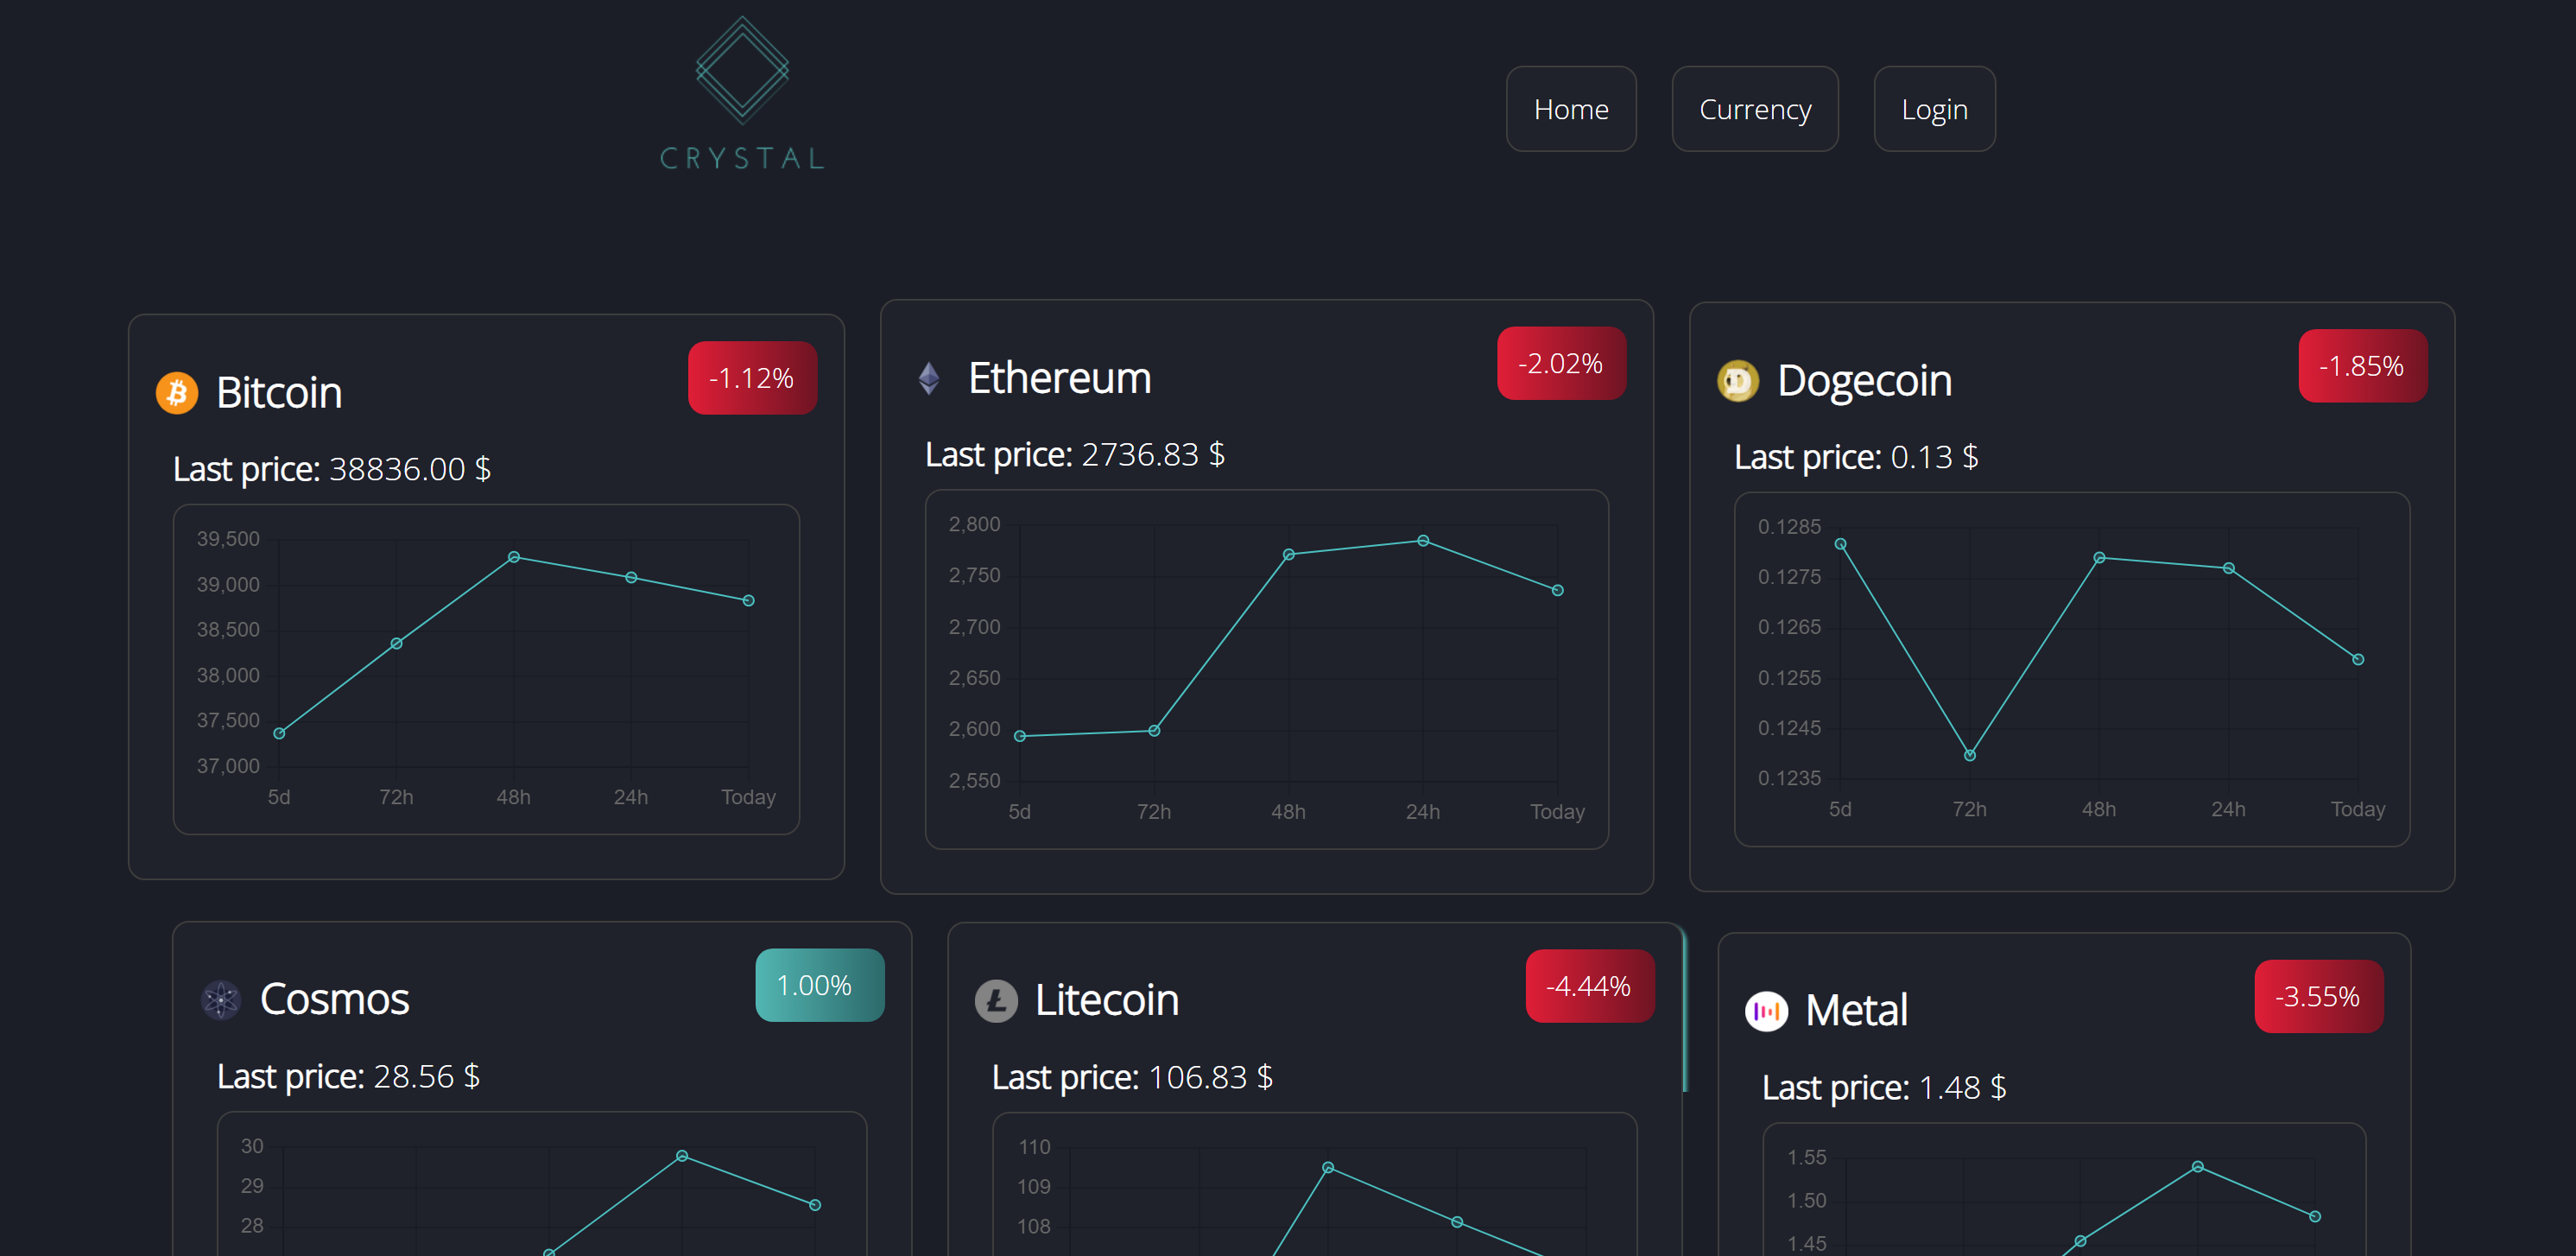 CRYSTAL
Home
Currency
Login
Bitcoin
-1.12%
Last price: 38836.00 $
39,500
39,000
38,500
38,000
37,500
37,000
5d 72h 48h 24h Today
Ethereum
-2.02%
Last price: 2736.83 $
2,800
2,750
2,700
2,650
2,600
2,550
5d 72h 48h 24h Today
Dogecoin
-1.85%
Last price: 0.13 $
0.1285
0.1275
0.1265
0.1255
0.1245
0.1235
5d 72h 48h 24h Today
Cosmos
1.00%
Last price: 28.56 $
30
29
28
Litecoin
-4.44%
Last price: 106.83 $
110
109
108
Metal
-3.55%
Last price: 1.48 $
1.55
1.50
1.45